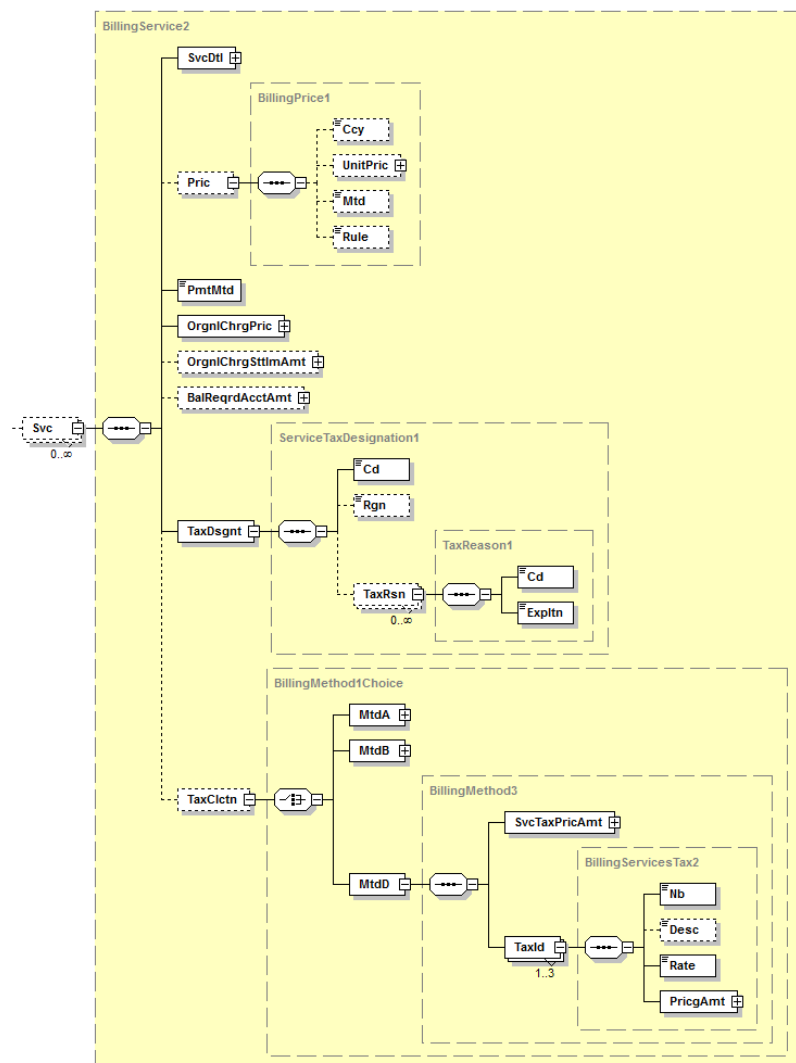 BillingService2
SvcDtl
BillingPrice1
Ccy
UnitPric
Pric
Mtd
Rule
PmtMtd
OrgnlChrgPric
OrgnlChrgSttlmAmt
BalReqrdAcctAmt
Svc
0..∞
ServiceTaxDesignation1
Cd
Rgn
TaxDsgnt
TaxReason1
Cd
TaxRsn
0..∞
Expltn
BillingMethod1Choice
MtdA
MtdB
BillingMethod3
TaxClctn
SvcTaxPricAmt
BillingServicesTax2
MtdD
Nb
Desc
TaxId
1..3
Rate
PricgAmt